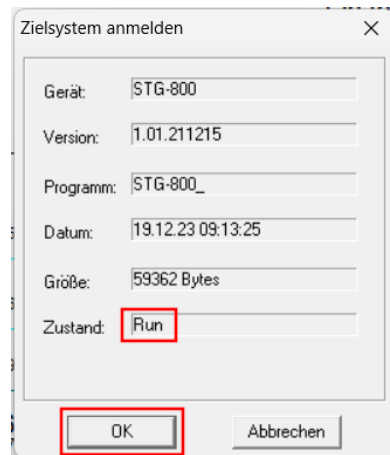 Zielsystem anmelden
Gerät: STG-800
Version: 1.01.211215
Programm: STG-800_
Datum: 19.12.23 09:13:25
Größe: 59362 Bytes
Zustand: Run
OK Abbrechen